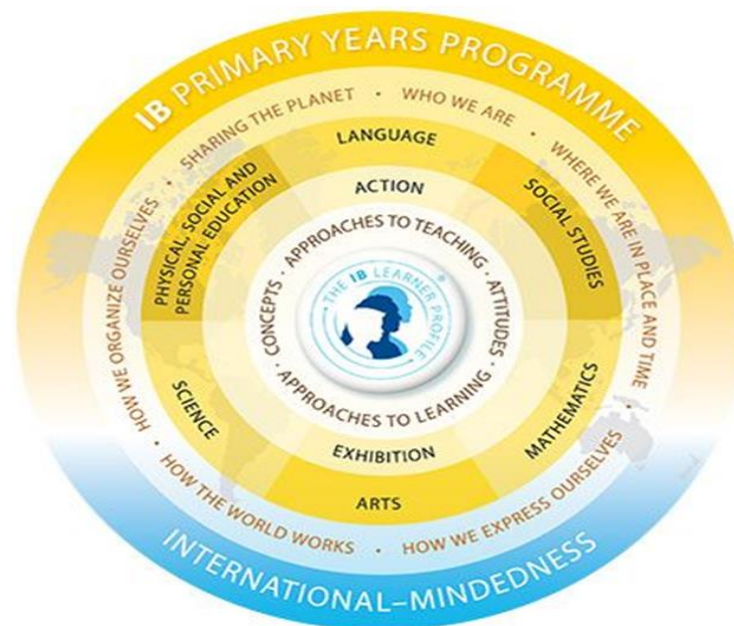 IB PRIMARY YEARS PROGRAMME
SHARING THE PLANET • WHO WE ARE • WHERE WE ARE IN PLACE AND TIME •
HOW WE EXPRESS OURSELVES • HOW THE WORLD WORKS • HOW WE ORGANIZE OURSELVES •
LANGUAGE
SOCIAL STUDIES
MATHEMATICS
ARTS
SCIENCE
PHYSICAL, SOCIAL AND
PERSONAL EDUCATION
ACTION
EXHIBITION
APPROACHES TO TEACHING · ATTITUDES ·
APPROACHES TO LEARNING · CONCEPTS ·
THE IB LEARNER PROFILE
®
INTERNATIONAL–MINDEDNESS